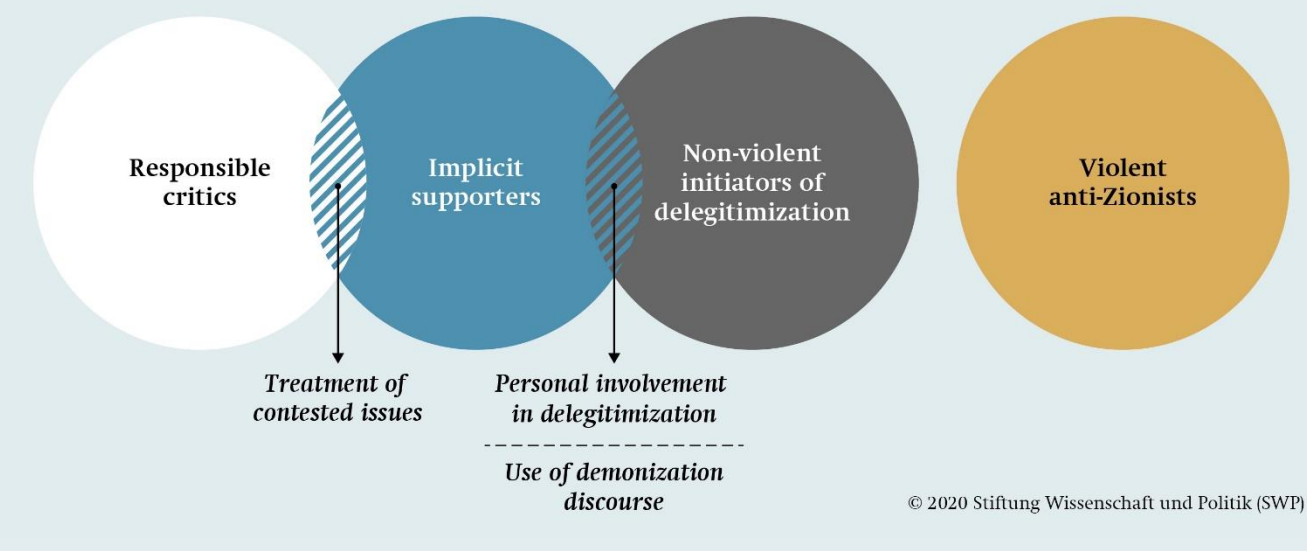 Responsible
critics
Implicit
supporters
Non-violent
initiators of
delegitimization
Violent
anti-Zionists
Treatment of
contested issues
Personal involvement
in delegitimization
Use of demonization
discourse
© 2020 Stiftung Wissenschaft und Politik (SWP)